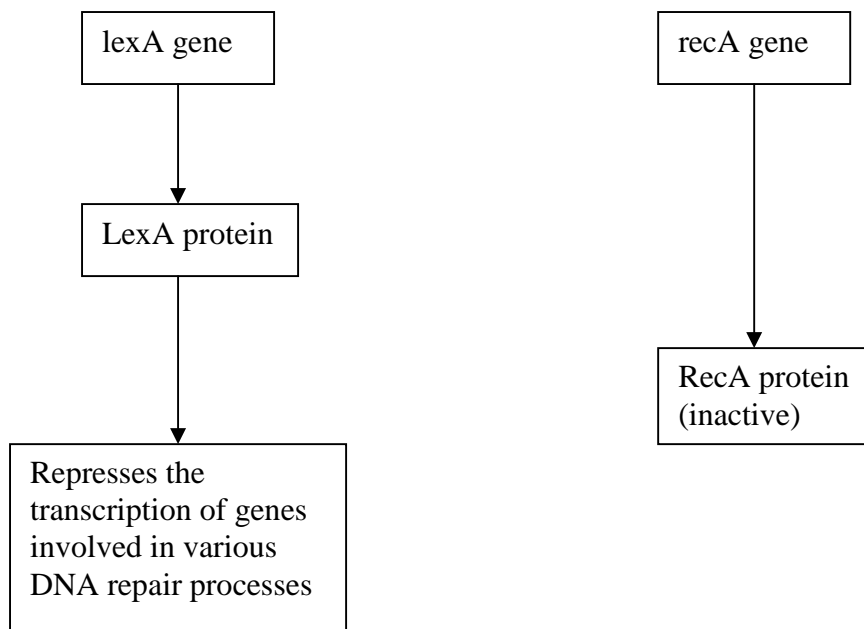 lexA gene
recA gene
LexA protein
RecA protein
(inactive)
Represses the
transcription of genes
involved in various
DNA repair processes